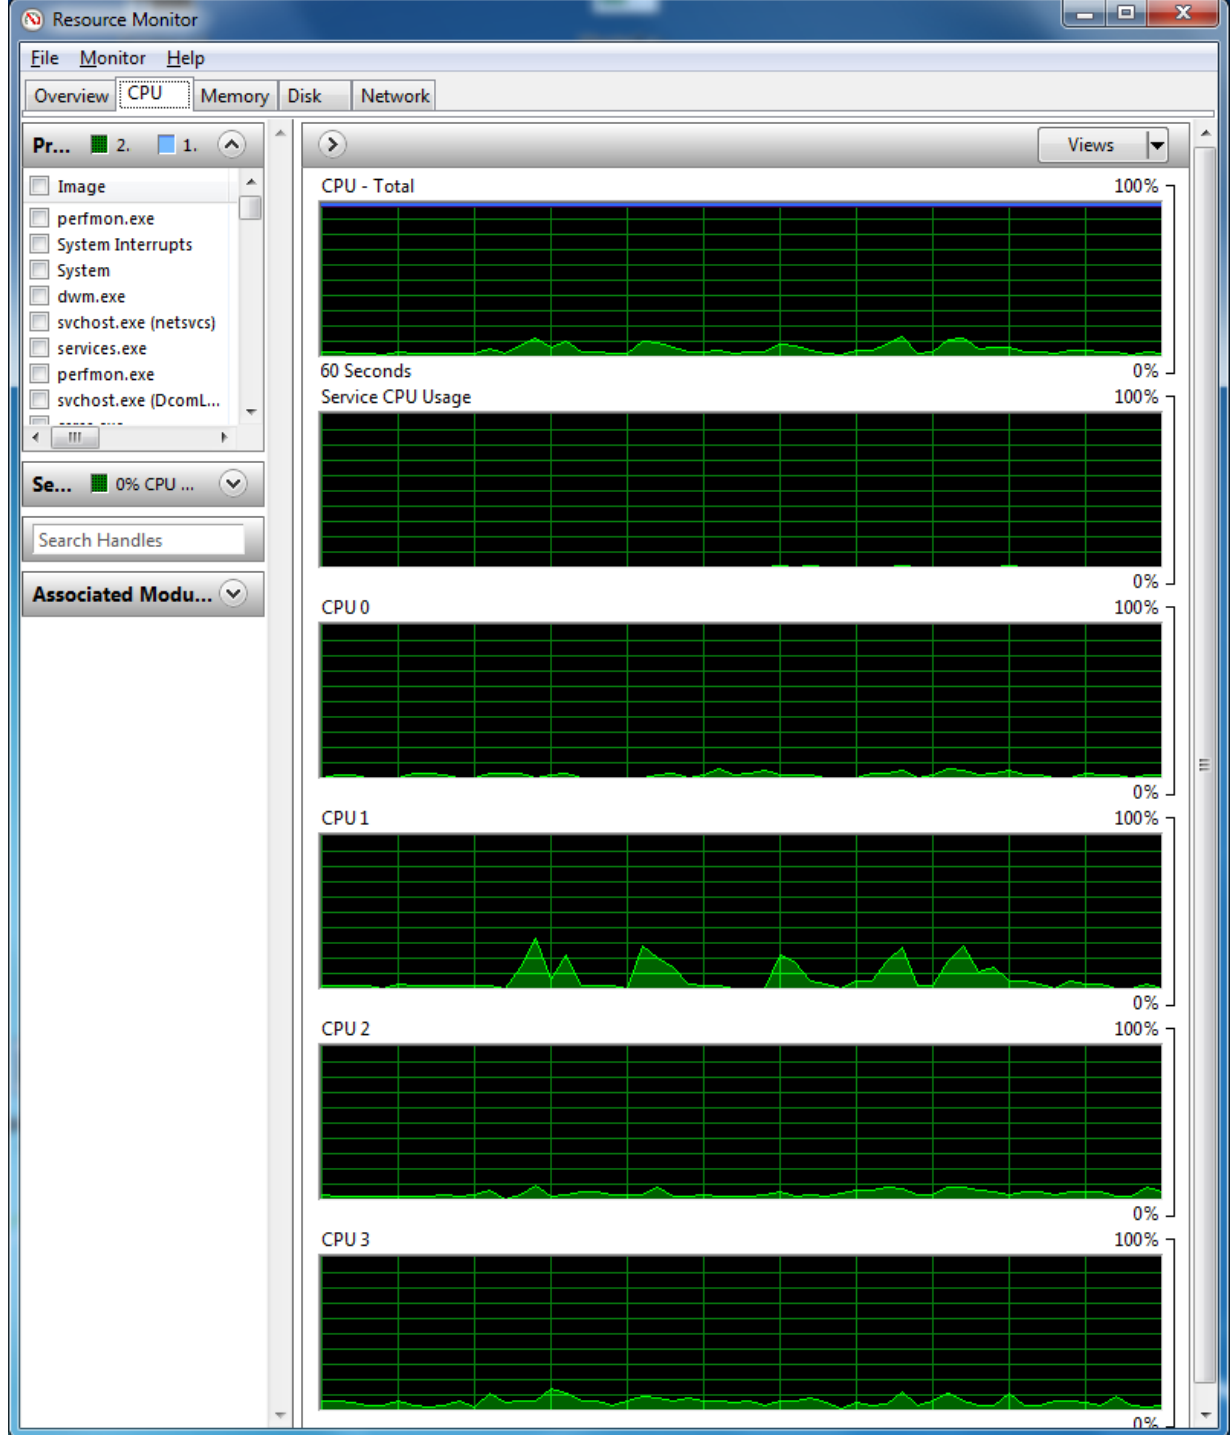 Resource Monitor
File Monitor Help
Overview CPU Memory Disk Network
Pr... 2. 1.
Image
perfmon.exe
System Interrupts
System
dwm.exe
svchost.exe (netsvcs)
services.exe
perfmon.exe
svchost.exe (DcomL...
Se... 0% CPU ...
Search Handles
Associated Modu...
Views
CPU - Total 100%
60 Seconds 0%
Service CPU Usage 100%
0%
CPU 0 100%
0%
CPU 1 100%
0%
CPU 2 100%
0%
CPU 3 100%
0%